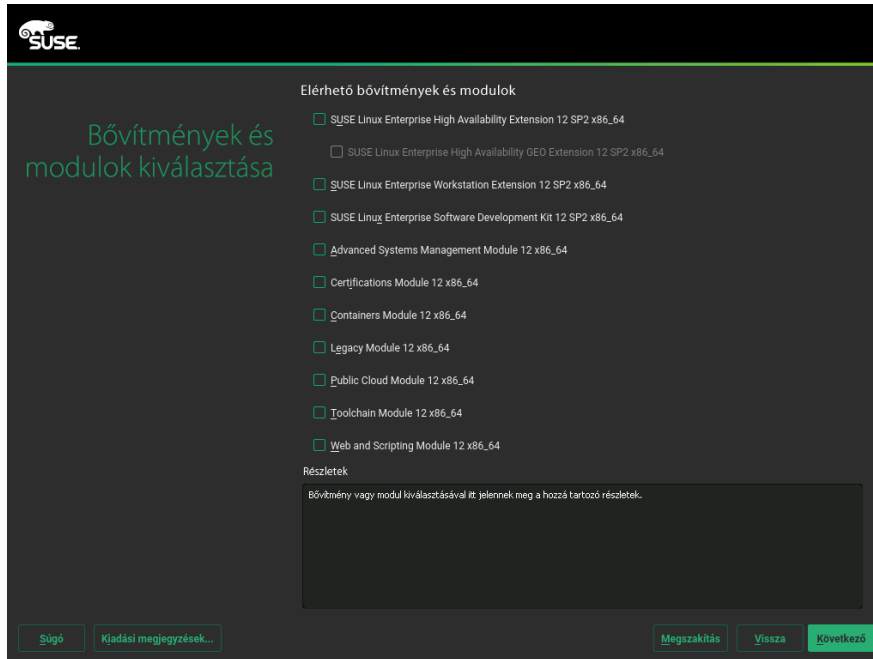 SUSE.
Elérhető bővítmények és modulok
Bővítmények és
modulok kiválasztása
SUSE Linux Enterprise High Availability Extension 12 SP2 x86_64
SUSE Linux Enterprise High Availability GEO Extension 12 SP2 x86_64
SUSE Linux Enterprise Workstation Extension 12 SP2 x86_64
SUSE Linux Enterprise Software Development Kit 12 SP2 x86_64
Advanced Systems Management Module 12 x86_64
Certifications Module 12 x86_64
Containers Module 12 x86_64
Legacy Module 12 x86_64
Public Cloud Module 12 x86_64
Toolchain Module 12 x86_64
Web and Scripting Module 12 x86_64
Részletek
Bővítmény vagy modul kiválasztásával itt jelennek meg a hozzá tartozó részletek.
Súgó
Kiadási megjegyzések...
Megszakítás
Vissza
Következő